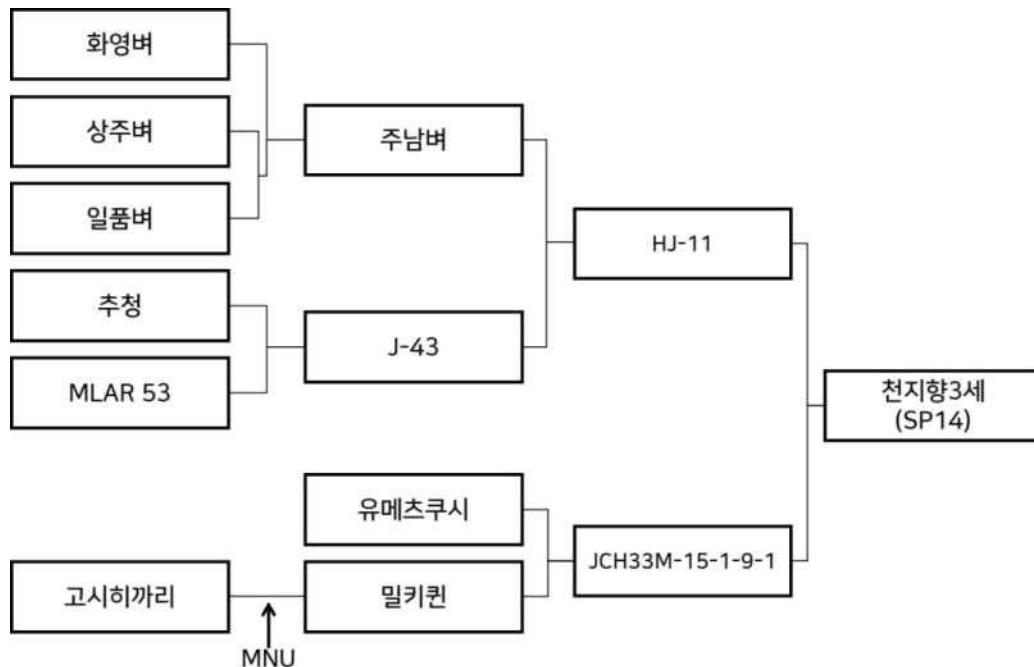 화영벼
상주벼
일품벼
추청
MLAR 53
고시히까리
MNU
주남벼
J-43
유메츠쿠시
밀키퀸
HJ-11
JCH33M-15-1-9-1
천지향3세
(SP14)